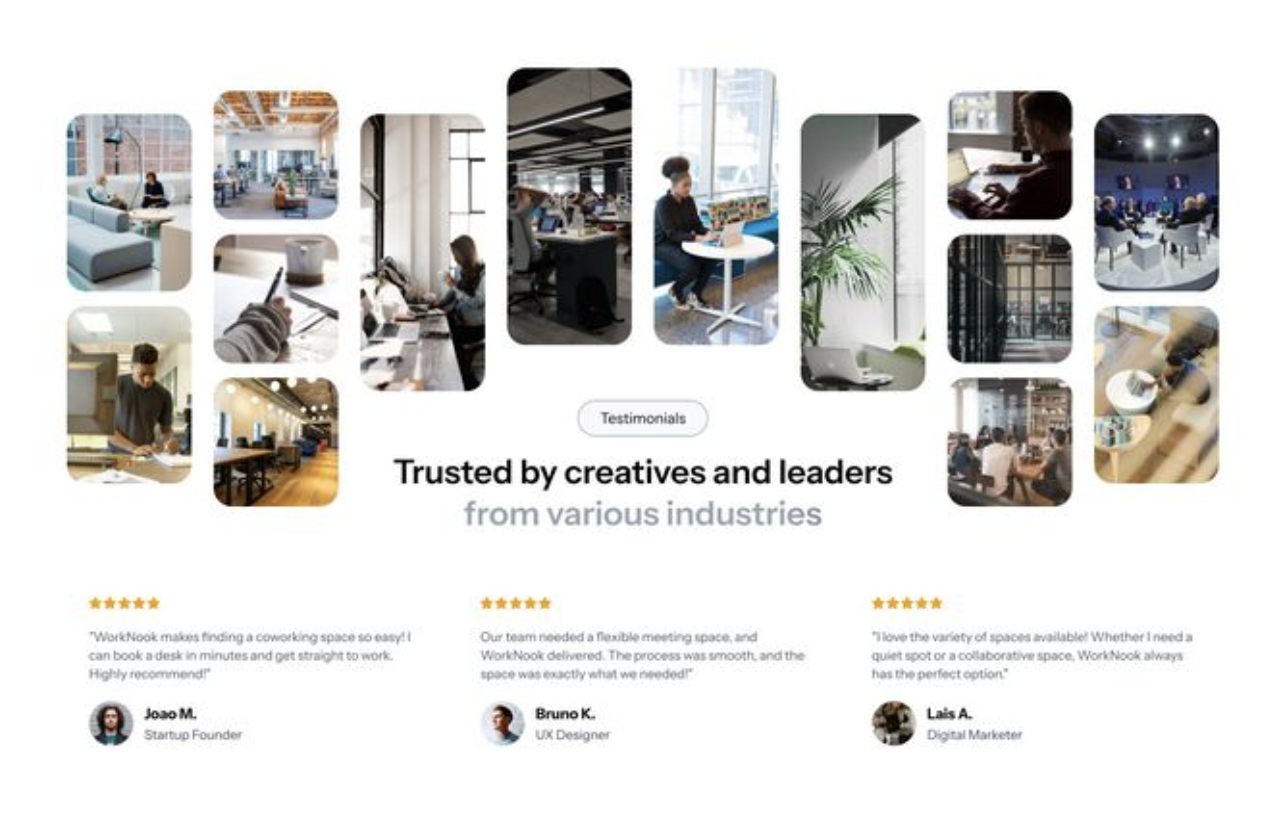 Testimonials
Trusted by creatives and leaders
from various industries
"WorkNook makes finding a coworking space so easy! I
can book a desk in minutes and get straight to work.
Highly recommend!"
Joao M.
Startup Founder
Our team needed a flexible meeting space, and
WorkNook delivered. The process was smooth, and the
space was exactly what we needed!"
Bruno K.
UX Designer
"I love the variety of spaces available! Whether I need a
quiet spot or a collaborative space, WorkNook always
has the perfect option."
Lais A.
Digital Marketer